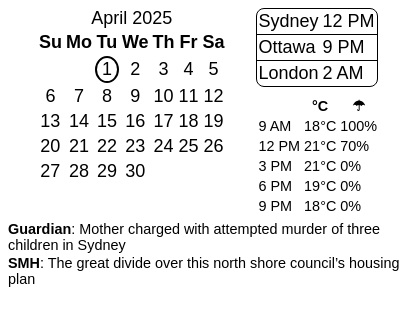 April 2025
Su Mo Tu We Th Fr Sa
1 2 3 4 5
6 7 8 9 10 11 12
13 14 15 16 17 18 19
20 21 22 23 24 25 26
27 28 29 30
Sydney 12 PM
Ottawa 9 PM
London 2 AM
°C ☂
9 AM 18°C 100%
12 PM 21°C 70%
3 PM 21°C 0%
6 PM 19°C 0%
9 PM 18°C 0%
Guardian: Mother charged with attempted murder of three
children in Sydney
SMH: The great divide over this north shore council’s housing
plan